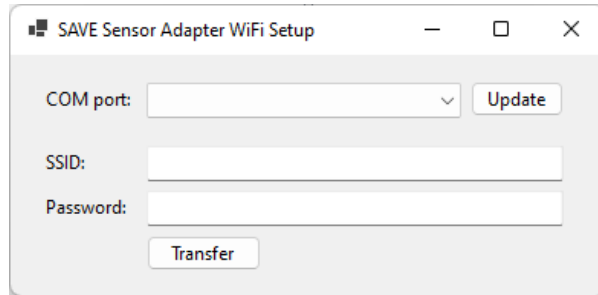 SAVE Sensor Adapter WiFi Setup
COM port: Update
SSID:
Password:
Transfer